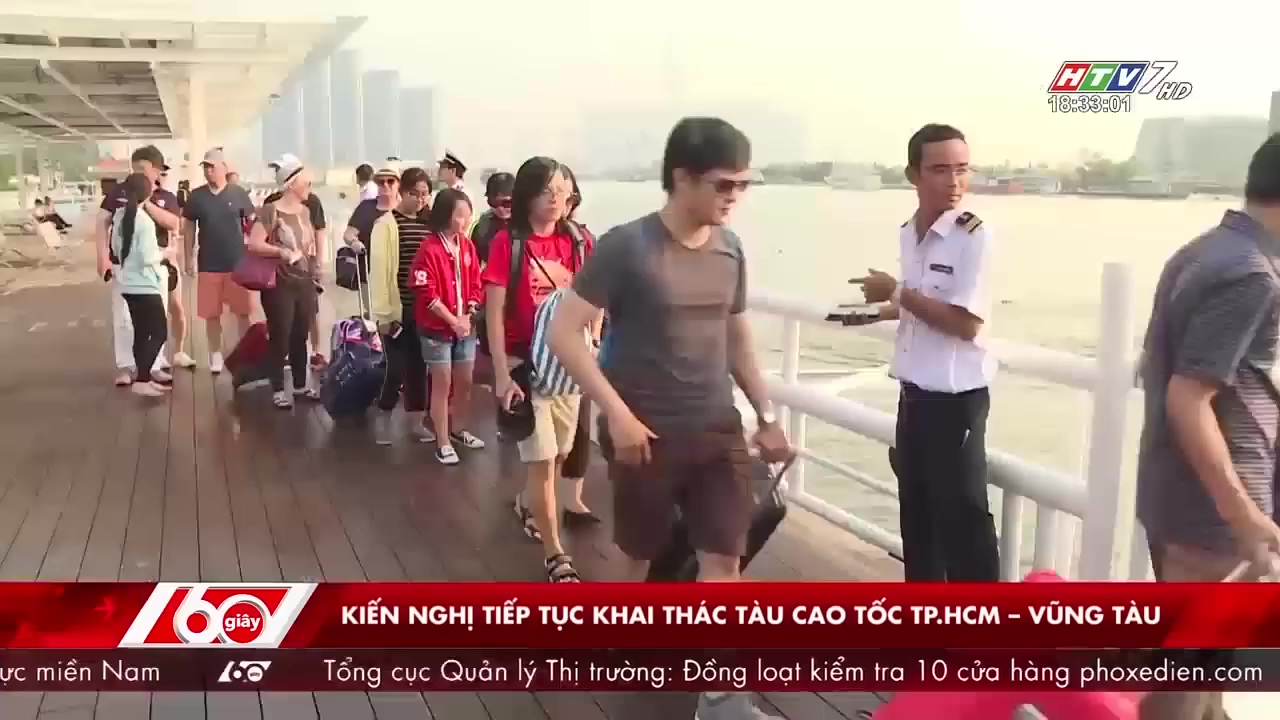 HTV7 HD
18:33:01
18
60 giây
KIẾN NGHỊ TIẾP TỤC KHAI THÁC TÀU CAO TỐC TP.HCM – VŨNG TÀU
ực miền Nam 60 giây Tổng cục Quản lý Thị trường: Đồng loạt kiểm tra 10 cửa hàng phoxedien.com